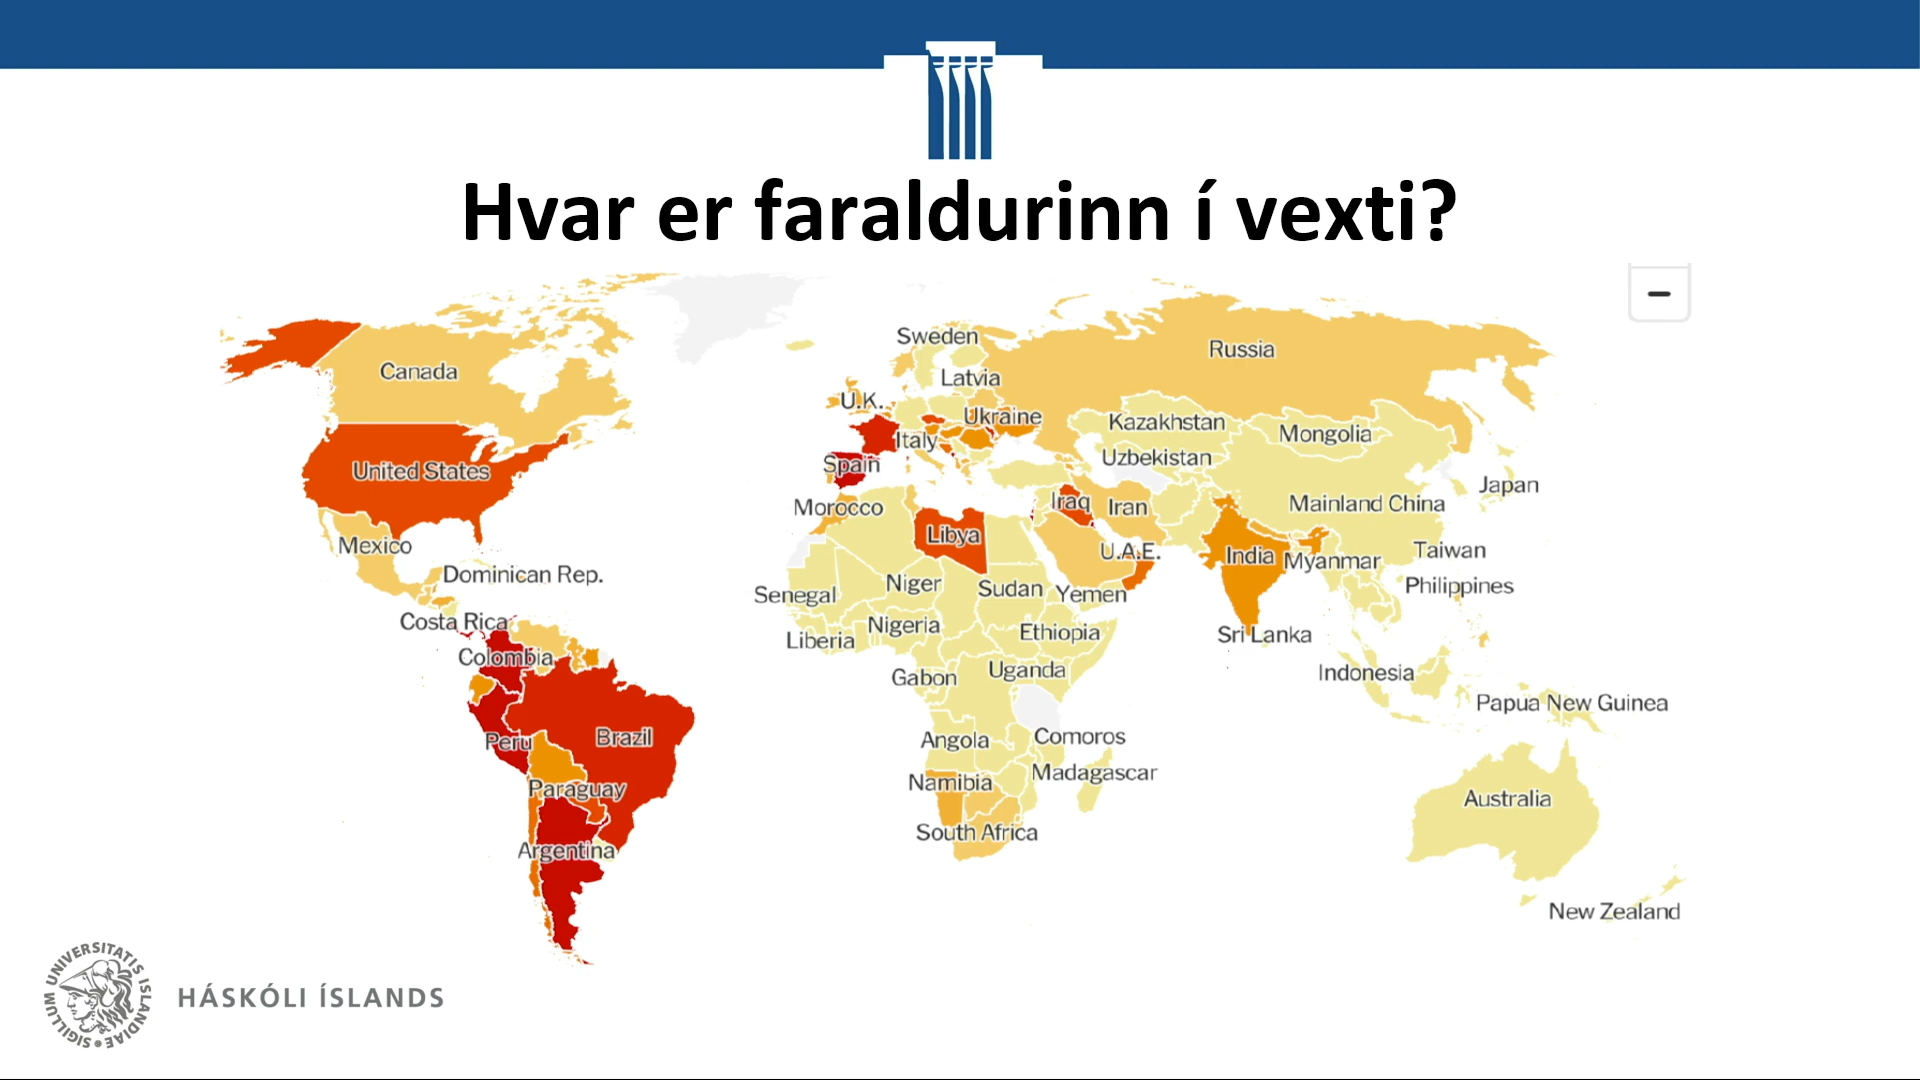 Hvar er faraldurinn í vexti?
Sweden
Russia
Canada
Latvia
U.K.
Ukraine
Kazakhstan
Mongolia
Italy
Uzbekistan
Spain
United States
Japan
Morocco
Iraq
Iran
Mainland China
Libya
Mexico
U.A.E.
India
Myanmar
Taiwan
Dominican Rep.
Niger
Sudan
Yemen
Philippines
Senegal
Costa Rica
Liberia
Nigeria
Ethiopia
Sri Lanka
Colombia
Gabon
Uganda
Indonesia
Papua New Guinea
Peru
Brazil
Angola
Comoros
Namibia
Madagascar
Paraguay
Australia
South Africa
Argentina
New Zealand
SIGILLUM UNIVERSITATIS ISLANDIAE
HÁSKÓLI ÍSLANDS